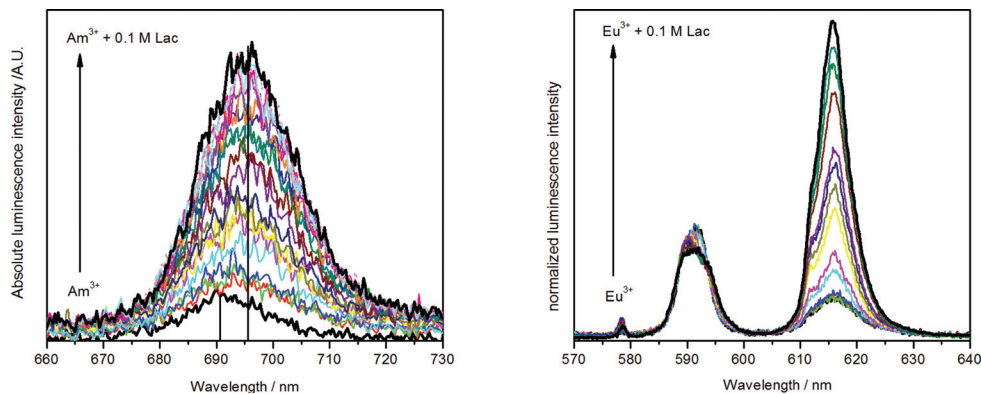 Am3+ + 0.1 M Lac
Am3+
Absolute luminescence intensity /A.U.
660 670 680 690 700 710 720 730
Wavelength / nm
Eu3+ + 0.1 M Lac
Eu3+
normalized luminescence intensity
570 580 590 600 610 620 630 640
Wavelength / nm